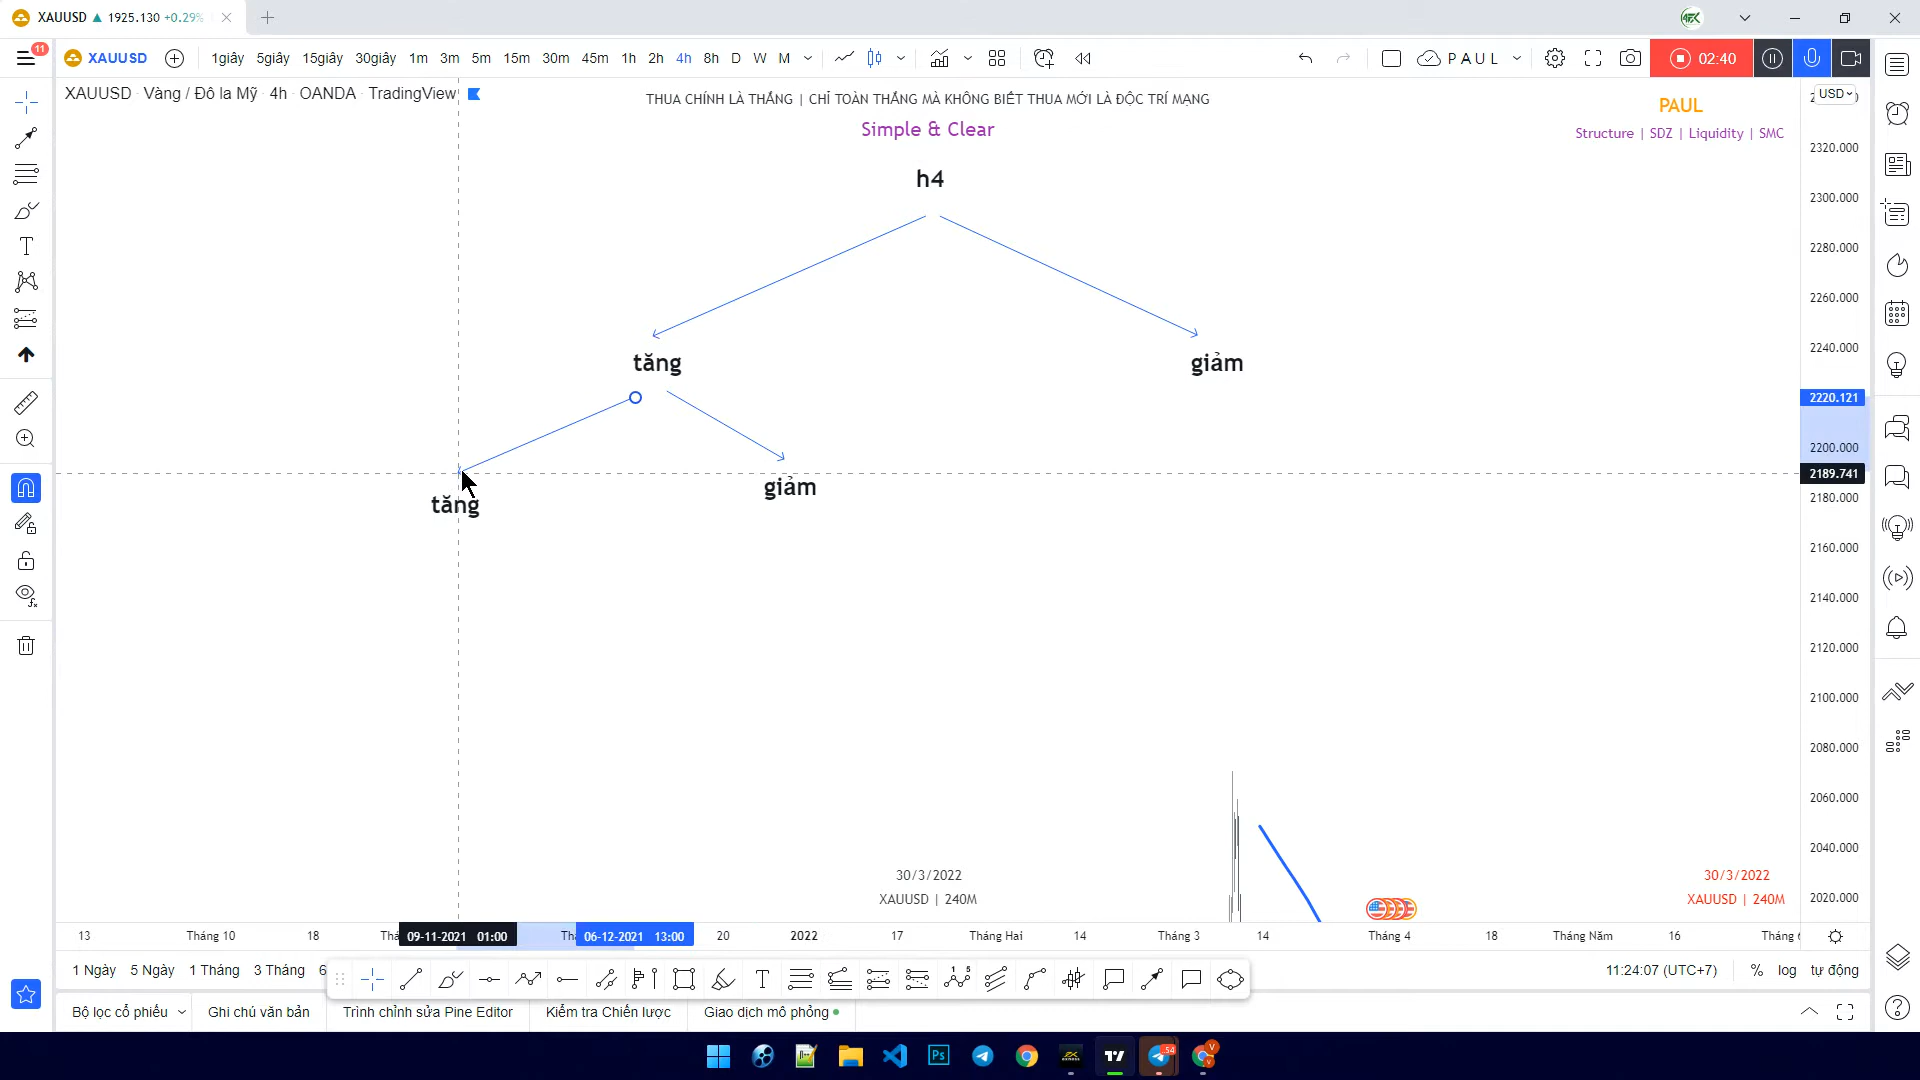 XAUUSD ▲ 1925.130 +0.29%
11
XAUUSD
1giây 5giây 15giây 30giây 1m 3m 5m 15m 30m 45m 1h 2h 4h 8h D W M
P A U L
02:40
XAUUSD · Vàng / Đô la Mỹ · 4h · OANDA · TradingView
THUA CHÍNH LÀ THẮNG | CHỈ TOÀN THẮNG MÀ KHÔNG BIẾT THUA MỚI LÀ ĐỘC TRÍ MẠNG
Simple & Clear
PAUL
Structure | SDZ | Liquidity | SMC
USD
h4
tăng
giảm
tăng
giảm
2320.000
2300.000
2280.000
2260.000
2240.000
2220.121
2200.000
2189.741
2180.000
2160.000
2140.000
2120.000
2100.000
2080.000
2060.000
2040.000
2020.000
30/3/2022
XAUUSD | 240M
30/3/2022
XAUUSD | 240M
13 Tháng 10 18 09-11-2021 01:00 06-12-2021 13:00 20 2022 17 Tháng Hai 14 Tháng 3 14 Tháng 4 18 Tháng Năm 16
1 Ngày 5 Ngày 1 Tháng 3 Tháng
11:24:07 (UTC+7) % log tự động
Bộ lọc cổ phiếu Ghi chú văn bản Trình chỉnh sửa Pine Editor Kiểm tra Chiến lược Giao dịch mô phỏng
Ps
54